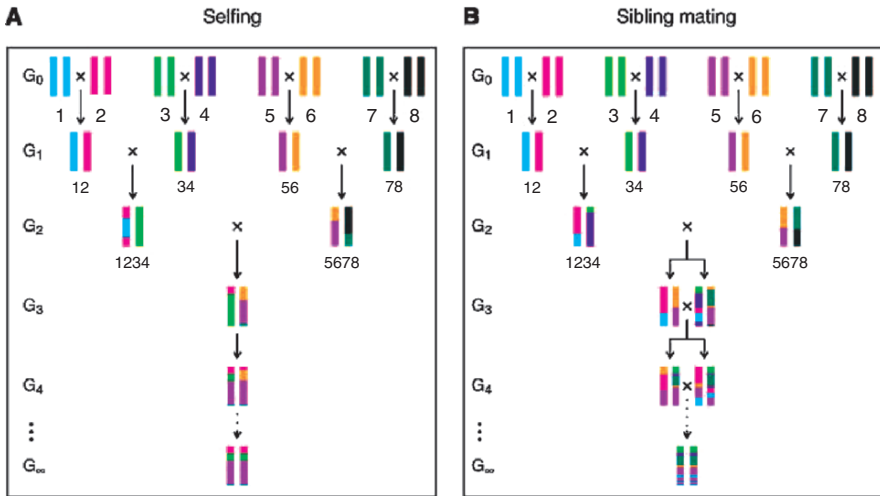 A Selfing
G0 × × × ×
1 2 3 4 5 6 7 8
G1 × ×
12 34 56 78
G2 ×
1234 5678
G3
G4
G∞
B Sibling mating
G0 × × × ×
1 2 3 4 5 6 7 8
G1 × ×
12 34 56 78
G2 ×
1234 5678
G3 ×
G4 ×
G∞